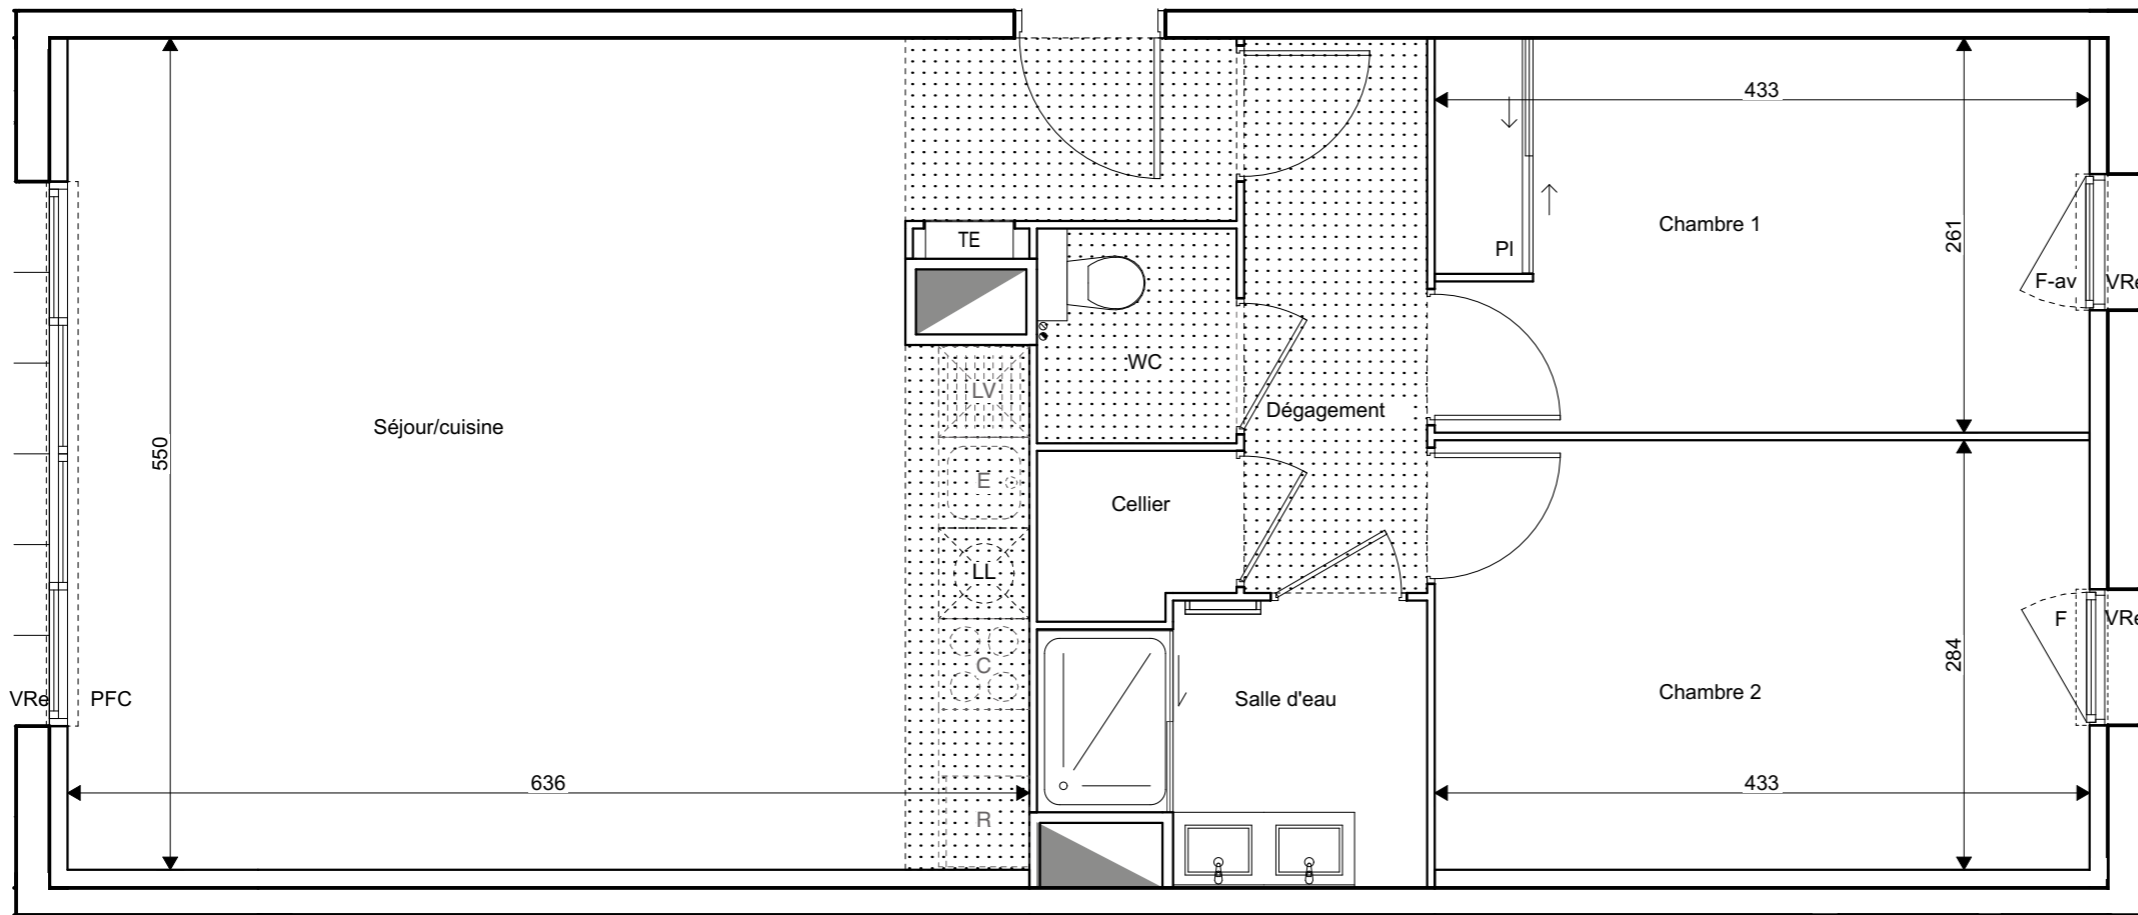 433
Chambre 1
261
Pl
F-av
VRe
TE
WC
LV
Dégagement
Séjour/cuisine
550
E
Cellier
LL
C
F
VRe
284
Salle d'eau
Chambre 2
VRe
PFC
636
433
R